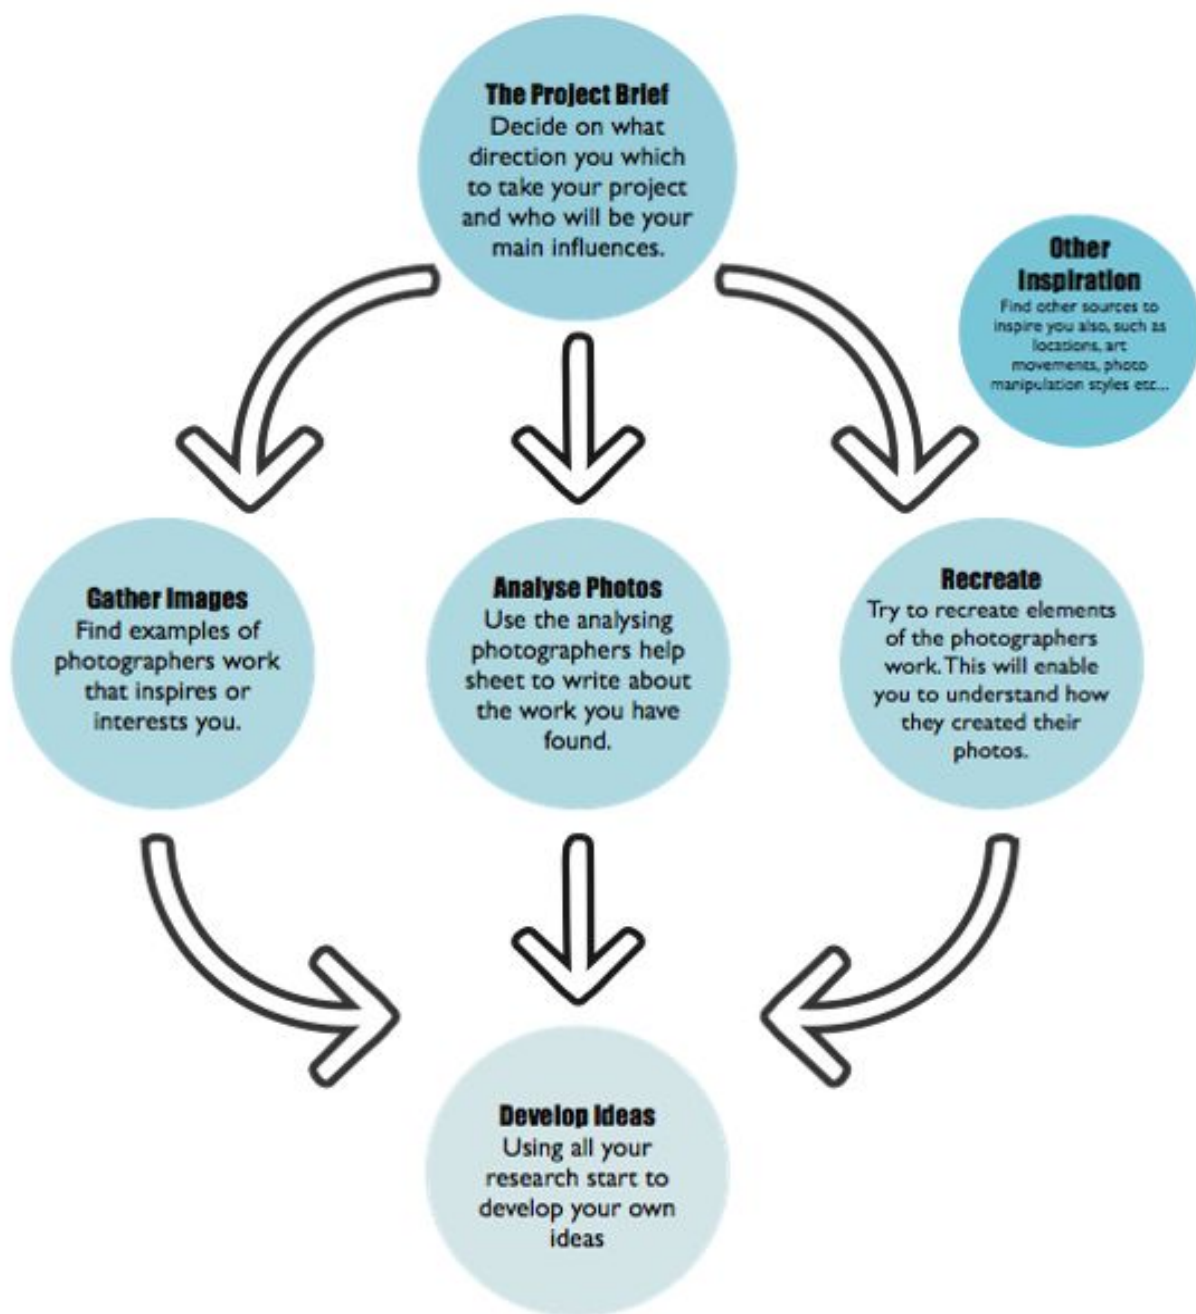 The Project Brief
Decide on what
direction you which
to take your project
and who will be your
main influences.
Other
Inspiration
Find other sources to
inspire you also, such as
locations, art
movements, photo
manipulation styles etc...
Gather Images
Find examples of
photographers work
that inspires or
interests you.
Analyse Photos
Use the analysing
photographers help
sheet to write about
the work you have
found.
Recreate
Try to recreate elements
of the photographers
work. This will enable
you to understand how
they created their
photos.
Develop Ideas
Using all your
research start to
develop your own
ideas